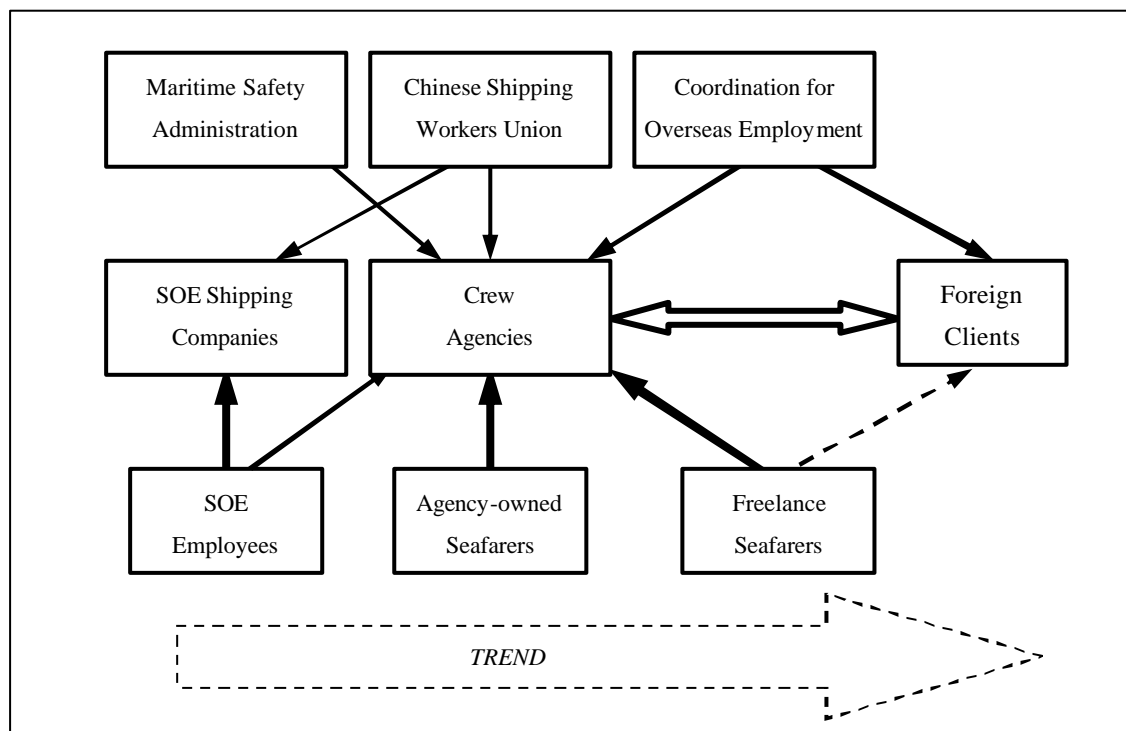 Maritime Safety
Administration
Chinese Shipping
Workers Union
Coordination for
Overseas Employment
SOE Shipping
Companies
Crew
Agencies
Foreign
Clients
SOE
Employees
Agency-owned
Seafarers
Freelance
Seafarers
TREND